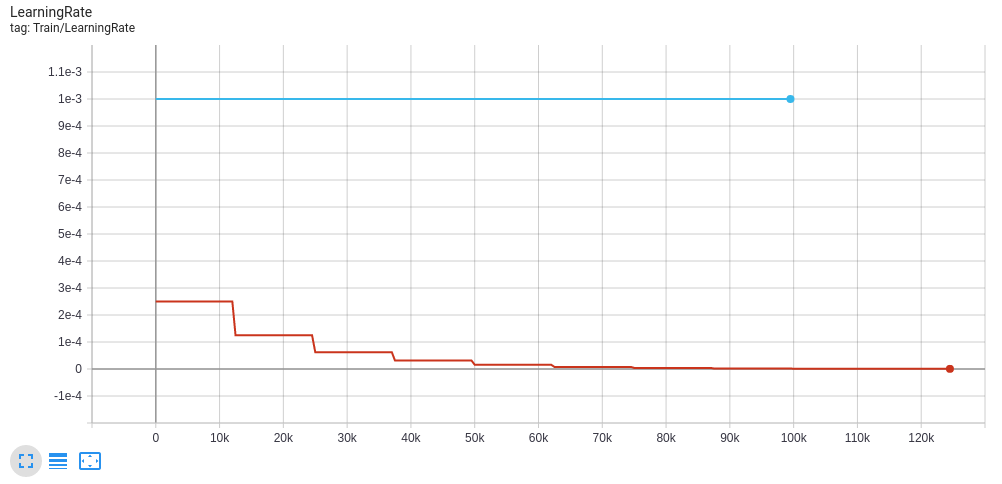 LearningRate
tag: Train/LearningRate
1.1e-3
1e-3
9e-4
8e-4
7e-4
6e-4
5e-4
4e-4
3e-4
2e-4
1e-4
0
-1e-4
0 10k 20k 30k 40k 50k 60k 70k 80k 90k 100k 110k 120k